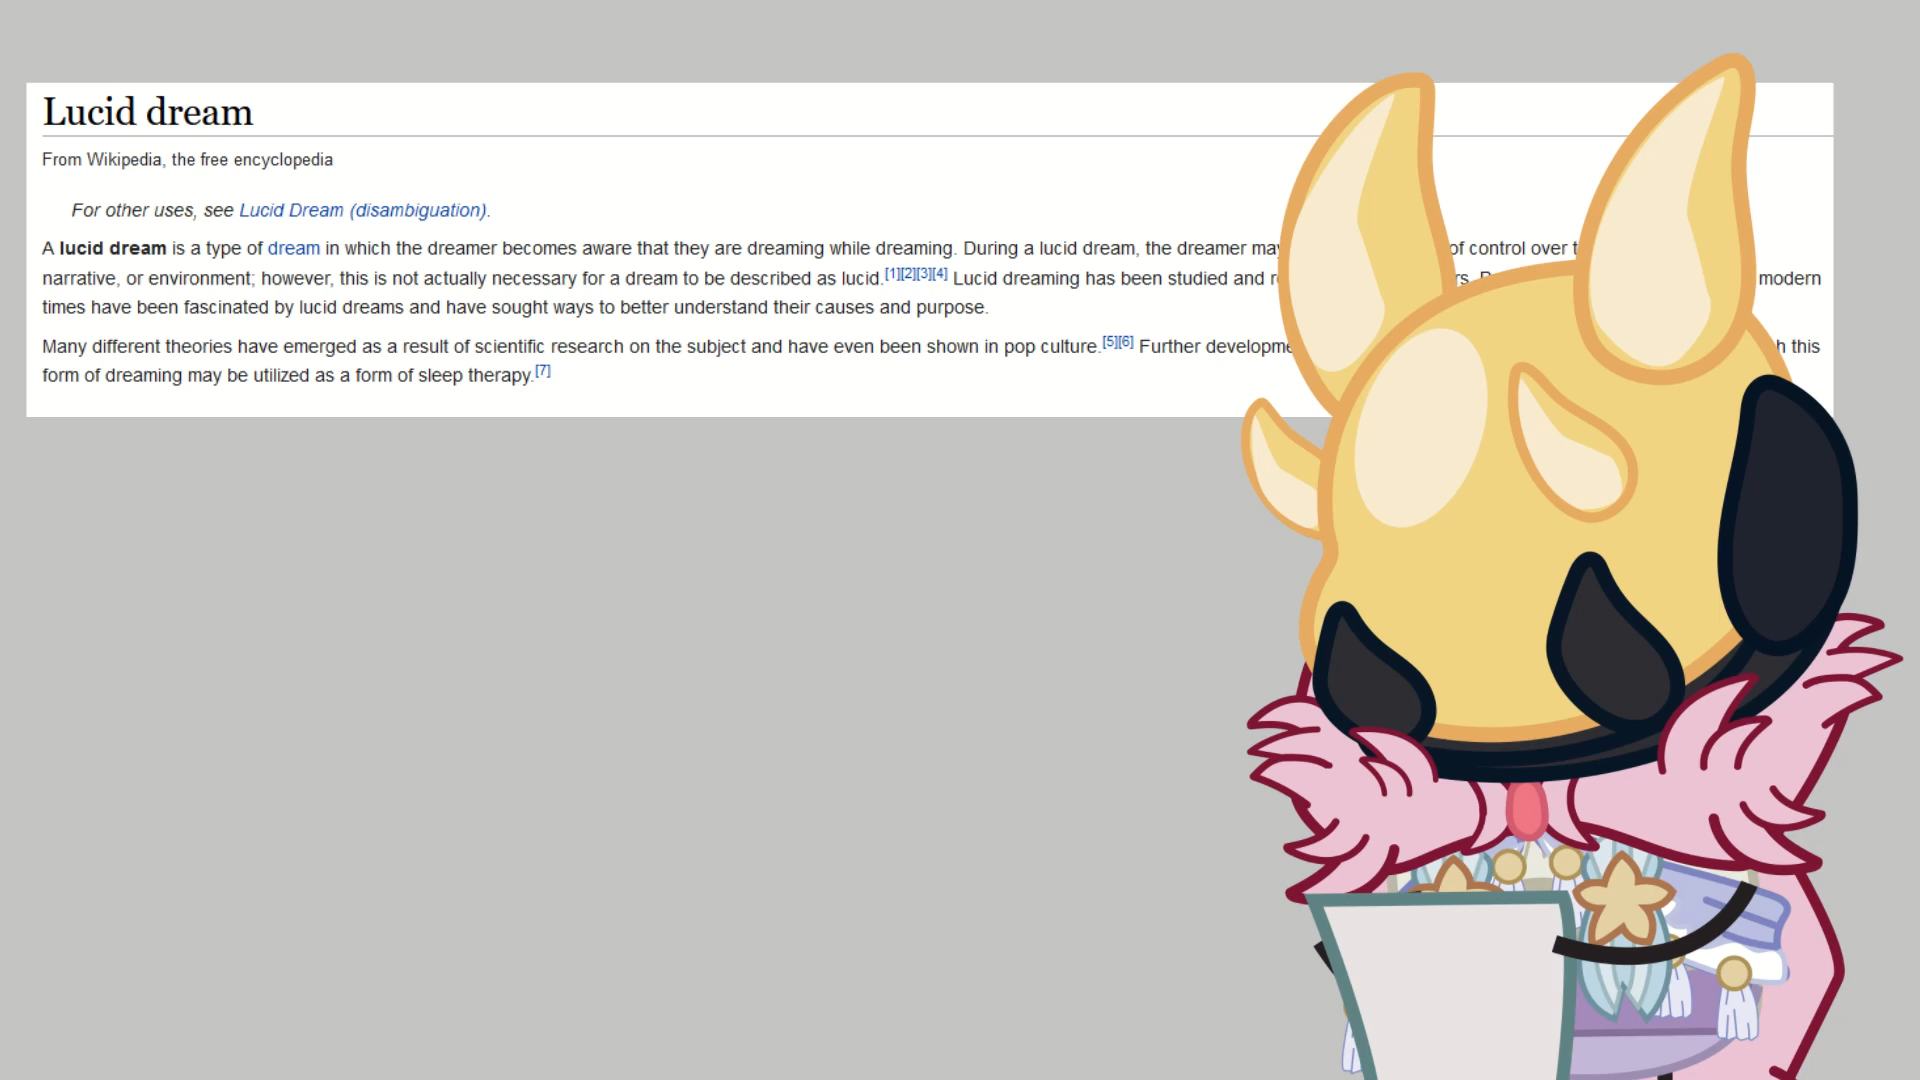 Lucid dream
From Wikipedia, the free encyclopedia
For other uses, see Lucid Dream (disambiguation).
A lucid dream is a type of dream in which the dreamer becomes aware that they are dreaming while dreaming. During a lucid dream, the dreamer may of control over
narrative, or environment; however, this is not actually necessary for a dream to be described as lucid.[1][2][3][4] Lucid dreaming has been studied and modern
times have been fascinated by lucid dreams and have sought ways to better understand their causes and purpose.
Many different theories have emerged as a result of scientific research on the subject and have even been shown in pop culture.[5][6] Further this
form of dreaming may be utilized as a form of sleep therapy.[7]